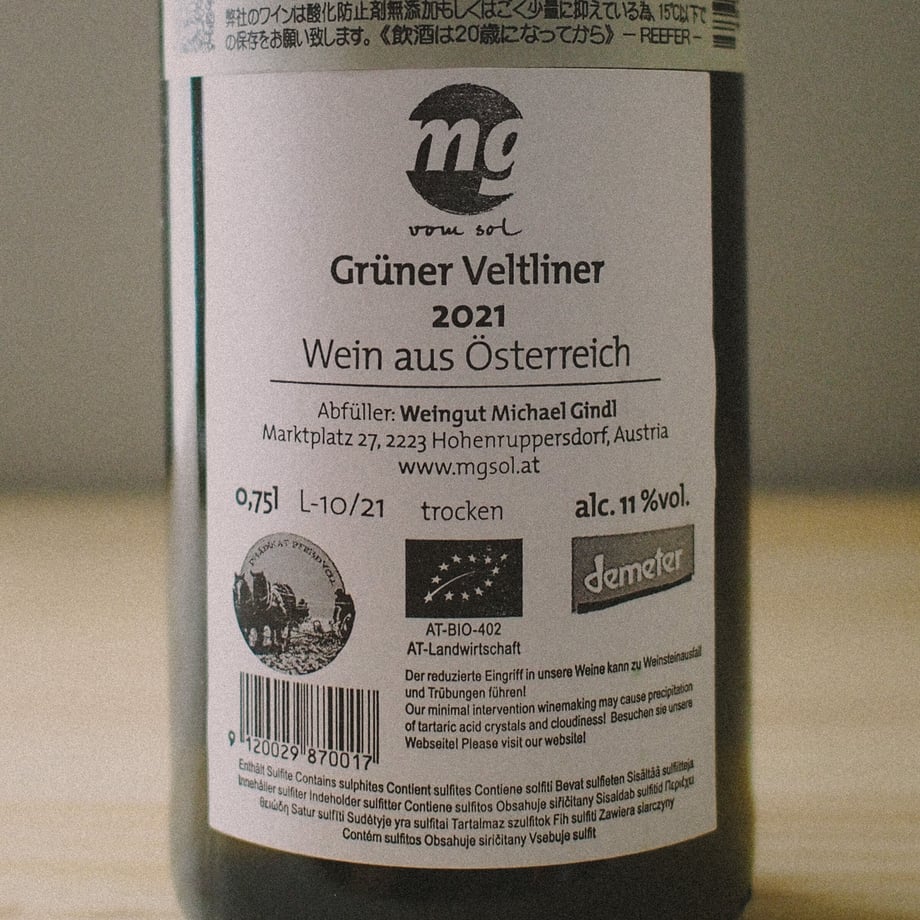 弊社のワインは酸化防止剤無添加もしくはごく少量に抑えている為、15℃以下で
の保存をお願い致します。《飲酒は20歳になってから》 －REEFER－
mg
vom sol
Grüner Veltliner
2021
Wein aus Österreich
Abfüller: Weingut Michael Gindl
Marktplatz 27, 2223 Hohenruppersdorf, Austria
www.mgsol.at
0,75l L-10/21 trocken alc. 11 %vol.
demeter
AT-BIO-402
AT-Landwirtschaft
Der reduzierte Eingriff in unsere Weine kann zu Weinsteinausfall
und Trübungen führen!
Our minimal intervention winemaking may cause precipitation
of tartaric acid crystals and cloudiness! Besuchen sie unsere
Webseite! Please visit our website!
9 120029 870017
Enthält Sulfite Contains sulphites Contient sulfites Contiene solfiti Bevat sulfieten Sisältää sulfiitteja
Innehåller sulfiter Indeholder sulfitter Contiene sulfitos Obsahuje siřičitany Sisaldab sulfitid Περιέχει
θειώδη Satur sulfīti Sudėtyje yra sulfitai Tartalmaz szulfitok Fih sulfiti Zawiera siarczyny
Contém sulfitos Obsahuje siričitany Vsebuje sulfit